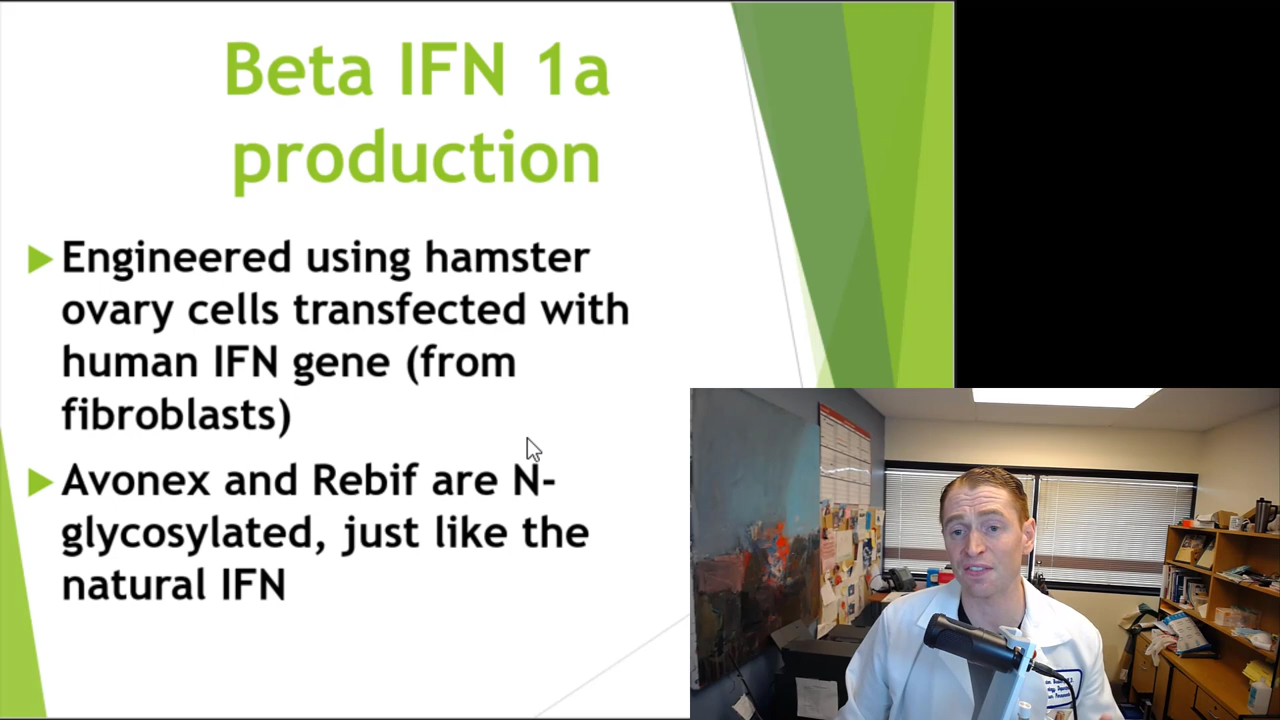 Beta IFN 1a
production
Engineered using hamster
ovary cells transfected with
human IFN gene (from
fibroblasts)
Avonex and Rebif are N-
glycosylated, just like the
natural IFN